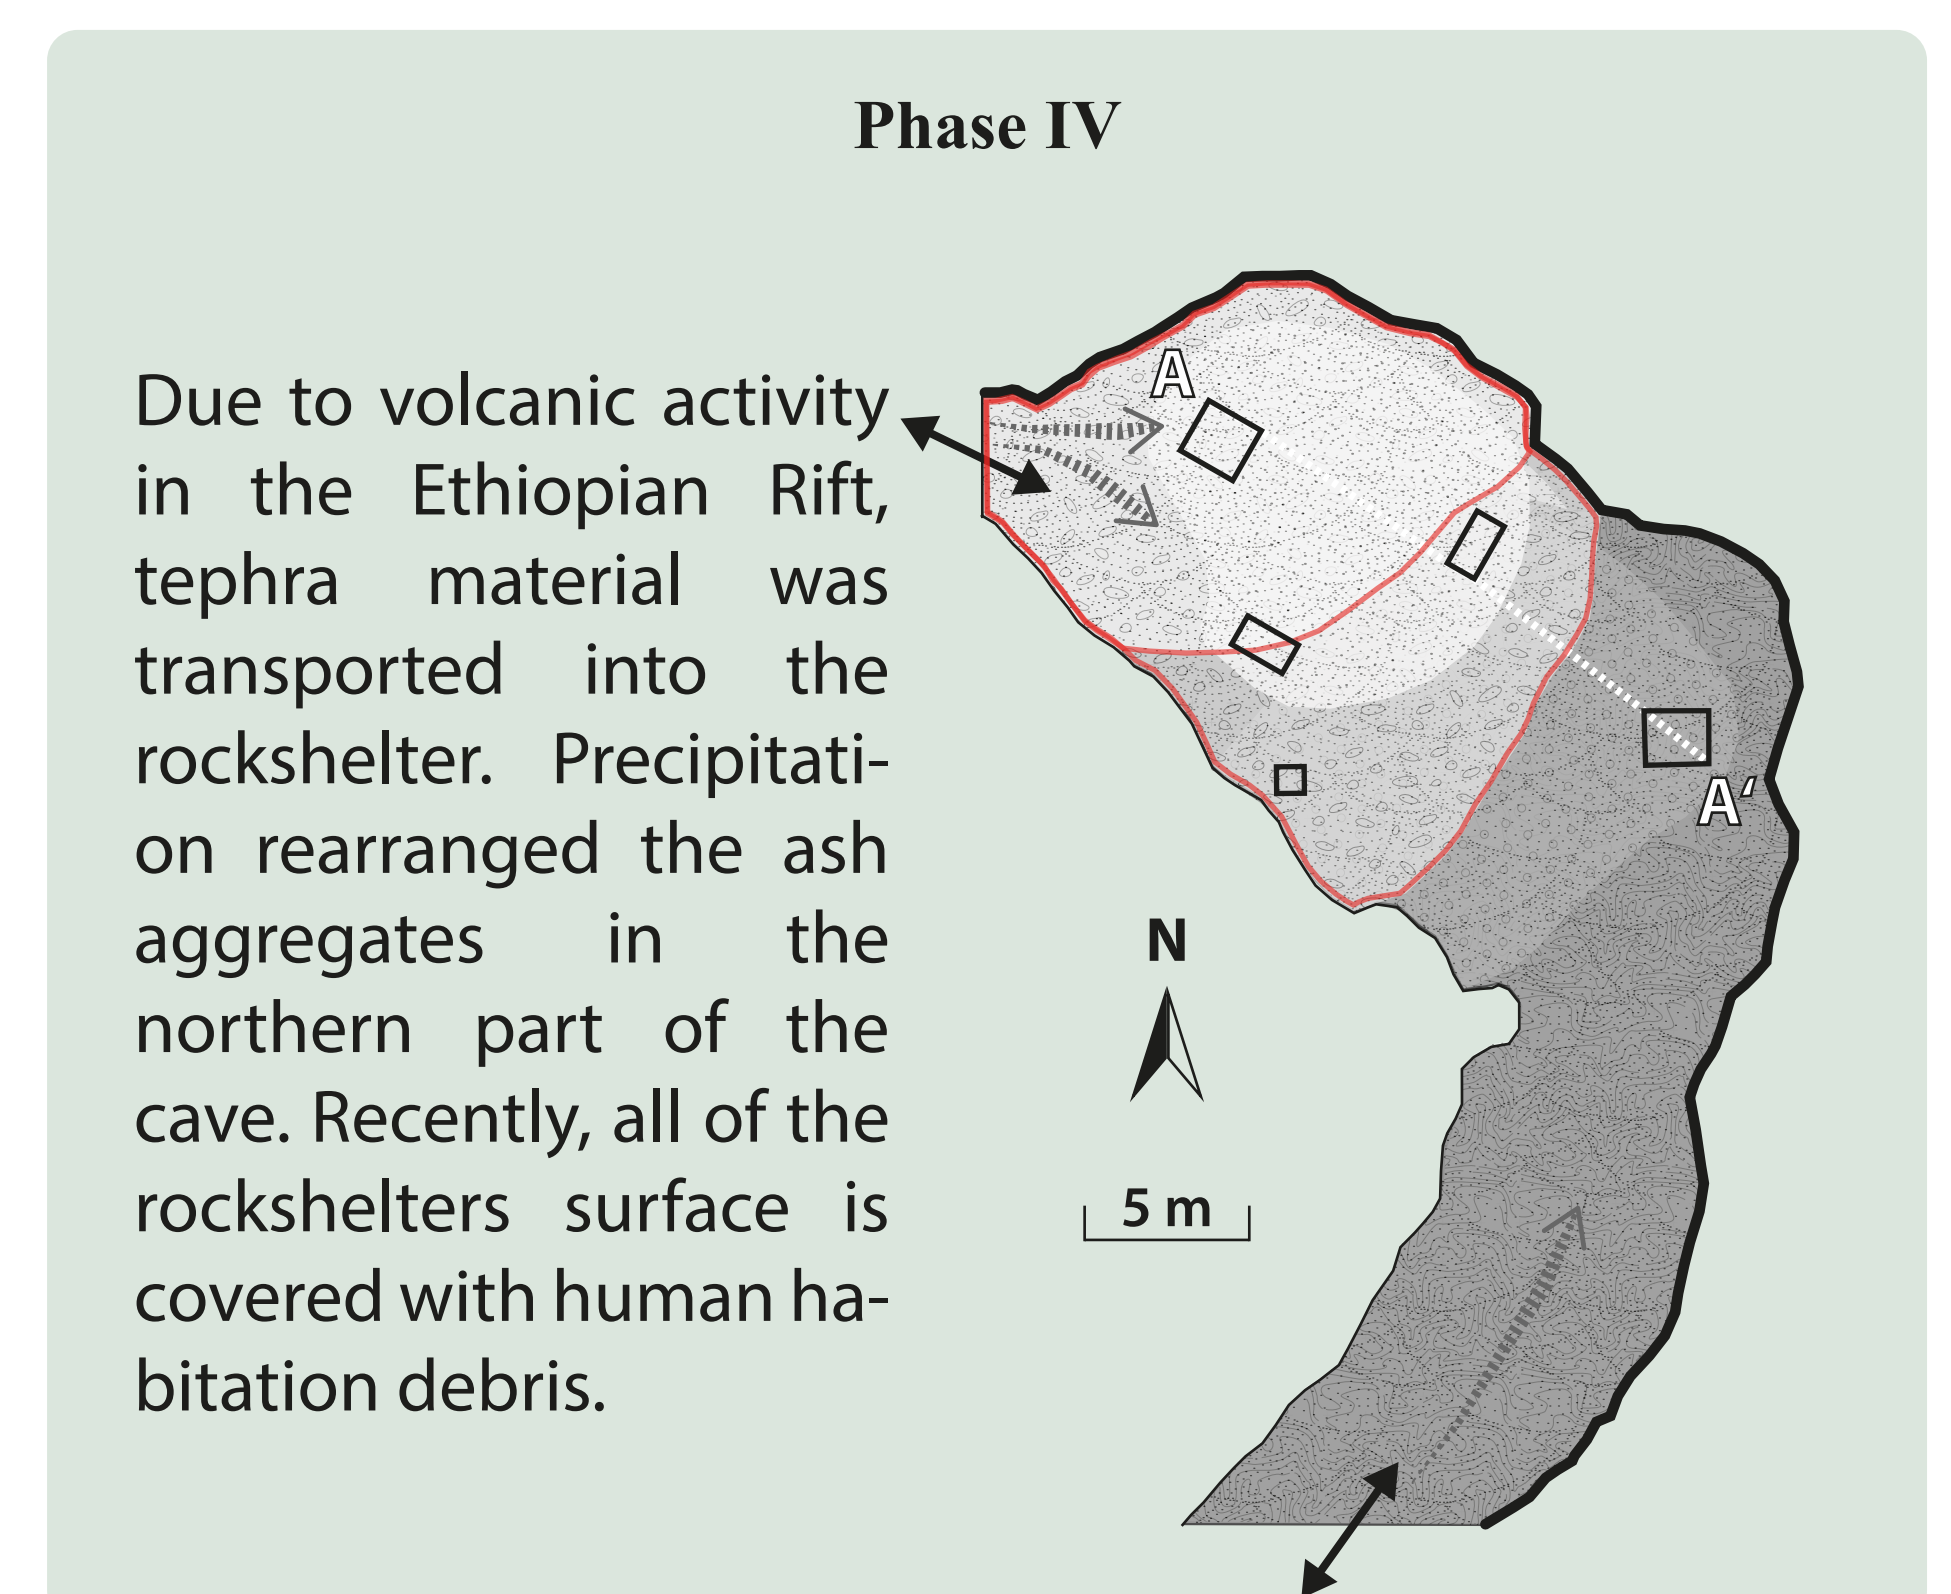 Phase IV
Due to volcanic activity
in the Ethiopian Rift,
tephra material was
transported into the
rockshelter. Precipitati-
on rearranged the ash
aggregates in the
northern part of the
cave. Recently, all of the
rockshelters surface is
covered with human ha-
bitation debris.
A
A‘
N
5 m